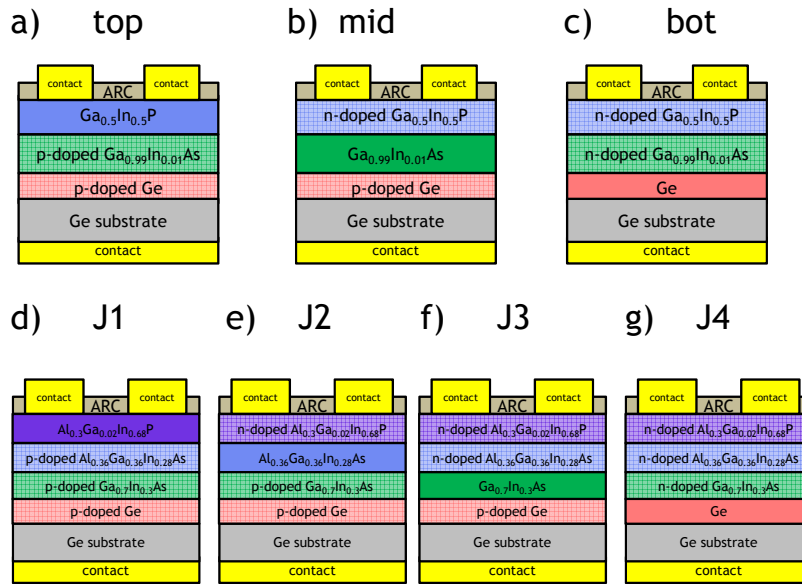 a) top
b) mid
c) bot
contact contact
ARC
Ga0.5In0.5P
p-doped Ga0.99In0.01As
p-doped Ge
Ge substrate
contact
contact contact
ARC
n-doped Ga0.5In0.5P
Ga0.99In0.01As
p-doped Ge
Ge substrate
contact
contact contact
ARC
n-doped Ga0.5In0.5P
n-doped Ga0.99In0.01As
Ge
Ge substrate
contact
d) J1
e) J2
f) J3
g) J4
contact contact
ARC
Al0.3Ga0.02In0.68P
p-doped Al0.36Ga0.36In0.28As
p-doped Ga0.7In0.3As
p-doped Ge
Ge substrate
contact
contact contact
ARC
n-doped Al0.3Ga0.02In0.68P
Al0.36Ga0.36In0.28As
p-doped Ga0.7In0.3As
p-doped Ge
Ge substrate
contact
contact contact
ARC
n-doped Al0.3Ga0.02In0.68P
n-doped Al0.36Ga0.36In0.28As
Ga0.7In0.3As
p-doped Ge
Ge substrate
contact
contact contact
ARC
n-doped Al0.3Ga0.02In0.68P
n-doped Al0.36Ga0.36In0.28As
n-doped Ga0.7In0.3As
Ge
Ge substrate
contact